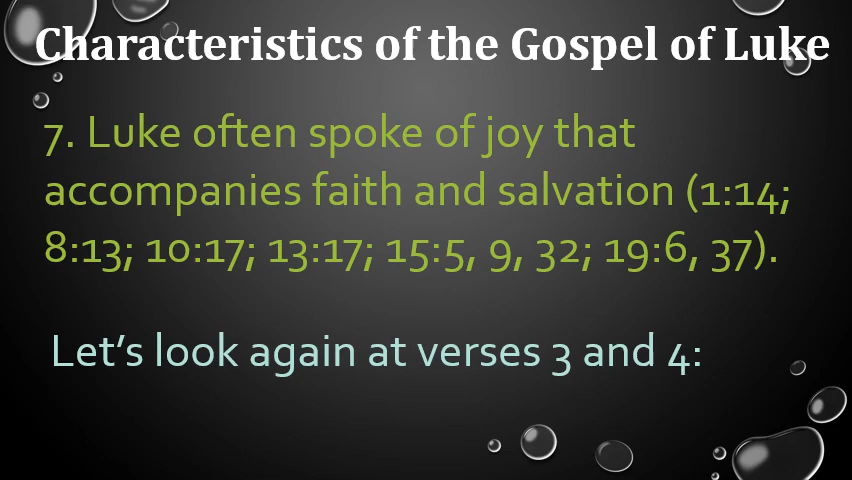 Characteristics of the Gospel of Luke
7. Luke often spoke of joy that
accompanies faith and salvation (1:14;
8:13; 10:17; 13:17; 15:5, 9, 32; 19:6, 37).
Let’s look again at verses 3 and 4: